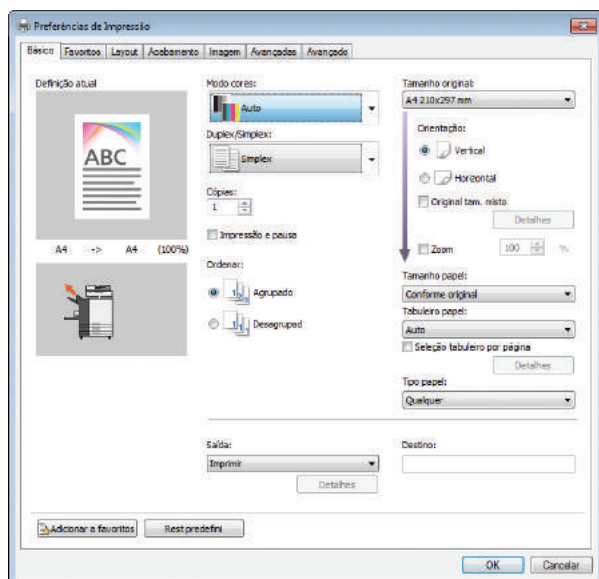 Preferências de Impressão
Básico Favoritos Layout Acabamento Imagem Avançadas Avançado
Definição atual
ABC
A4 -> A4 (100%)
Modo cores:
Auto
Duplex/Simplex:
Simplex
Cópias:
1
Impressão e pausa
Ordenar:
Agrupado
Desagrupad
Tamanho original:
A4 210x297 mm
Orientação:
Vertical
Horizontal
Original tam. misto
Detalhes
Zoom 100 %
Tamanho papel:
Conforme original
Tabuleiro papel:
Auto
Seleção tabuleiro por página
Detalhes
Tipo papel:
Qualquer
Saída:
Imprimir
Detalhes
Destino:
Adicionar a favoritos Rest predefini
OK Cancelar